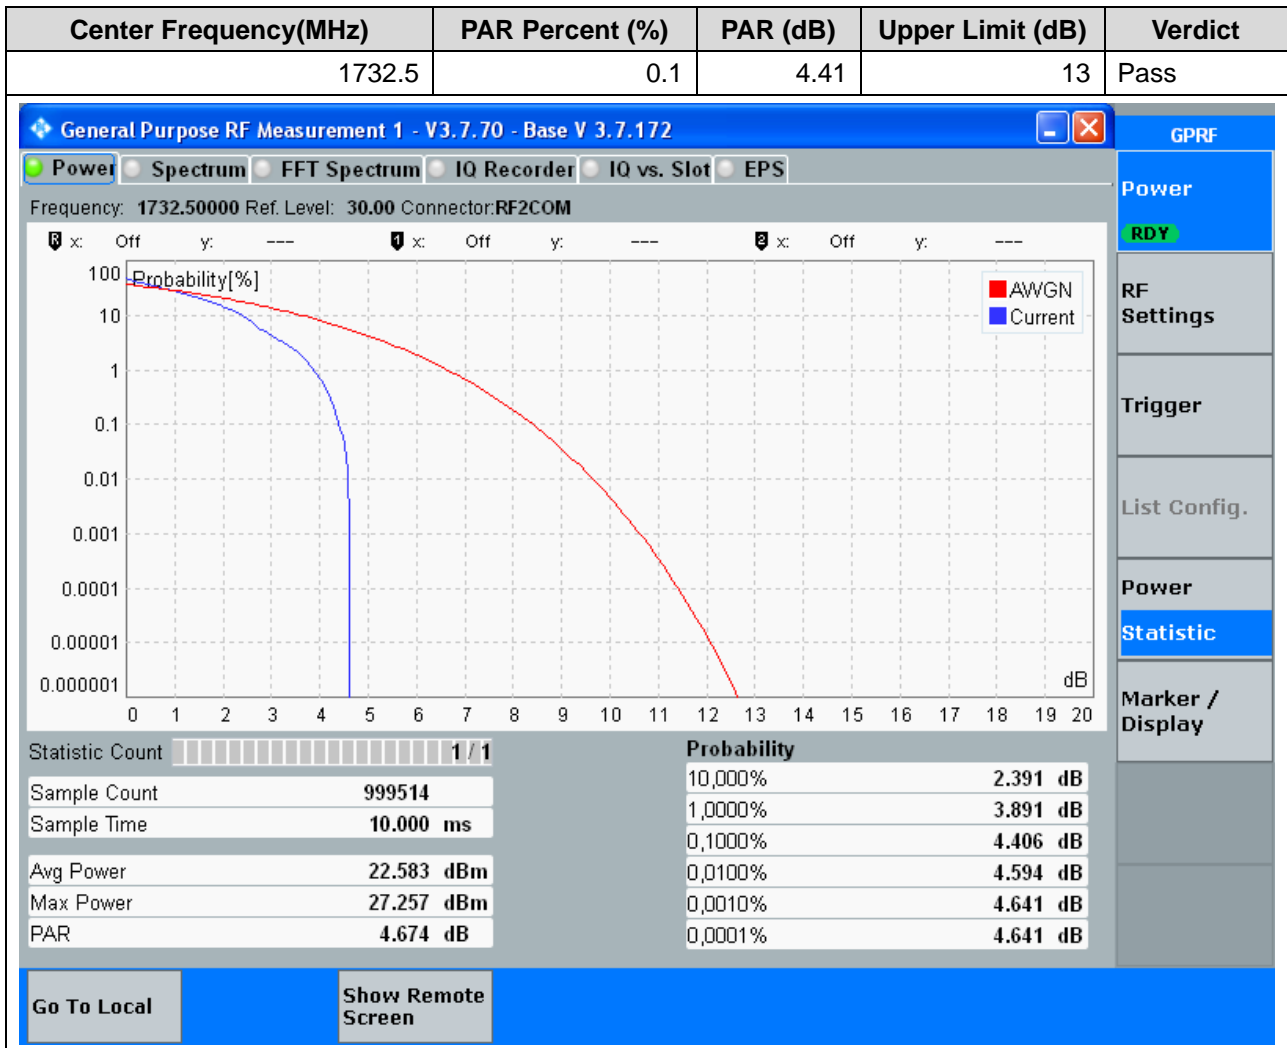 Center Frequency(MHz) PAR Percent (%) PAR (dB) Upper Limit (dB) Verdict
1732.5 0.1 4.41 13 Pass
General Purpose RF Measurement 1 - V3.7.70 - Base V 3.7.172
GPRF
Power Spectrum FFT Spectrum IQ Recorder IQ vs. Slot EPS
Power
RDY
Frequency: 1732.50000 Ref. Level: 30.00 Connector:RF2COM
R x: Off y: --- 1 x: Off y: --- 2 x: Off y: ---
Probability[%]
AWGN
Current
100
10
1
0.1
0.01
0.001
0.0001
0.00001
0.000001
dB
0 1 2 3 4 5 6 7 8 9 10 11 12 13 14 15 16 17 18 19 20
RF
Settings
Trigger
List Config.
Power
Statistic
Marker /
Display
Statistic Count 1 / 1
Sample Count 999514
Sample Time 10.000 ms
Avg Power 22.583 dBm
Max Power 27.257 dBm
PAR 4.674 dB
Probability
10,000% 2.391 dB
1,0000% 3.891 dB
0,1000% 4.406 dB
0,0100% 4.594 dB
0,0010% 4.641 dB
0,0001% 4.641 dB
Go To Local
Show Remote
Screen